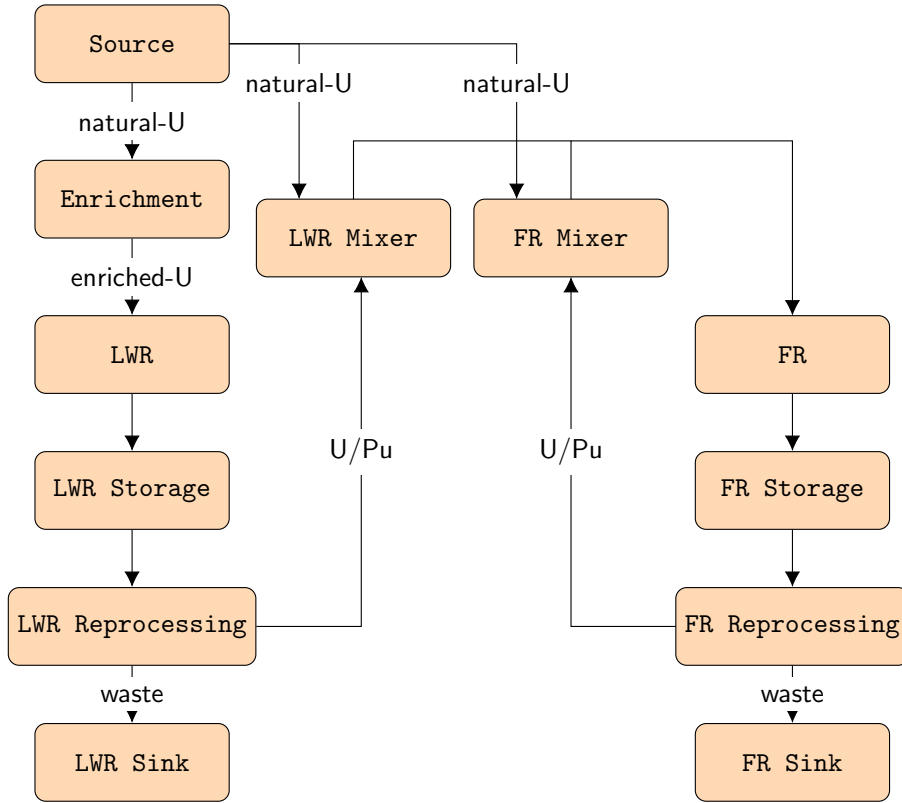 Source
natural-U
natural-U
natural-U
Enrichment
LWR Mixer
FR Mixer
enriched-U
LWR
FR
U/Pu
U/Pu
LWR Storage
FR Storage
LWR Reprocessing
FR Reprocessing
waste
waste
LWR Sink
FR Sink